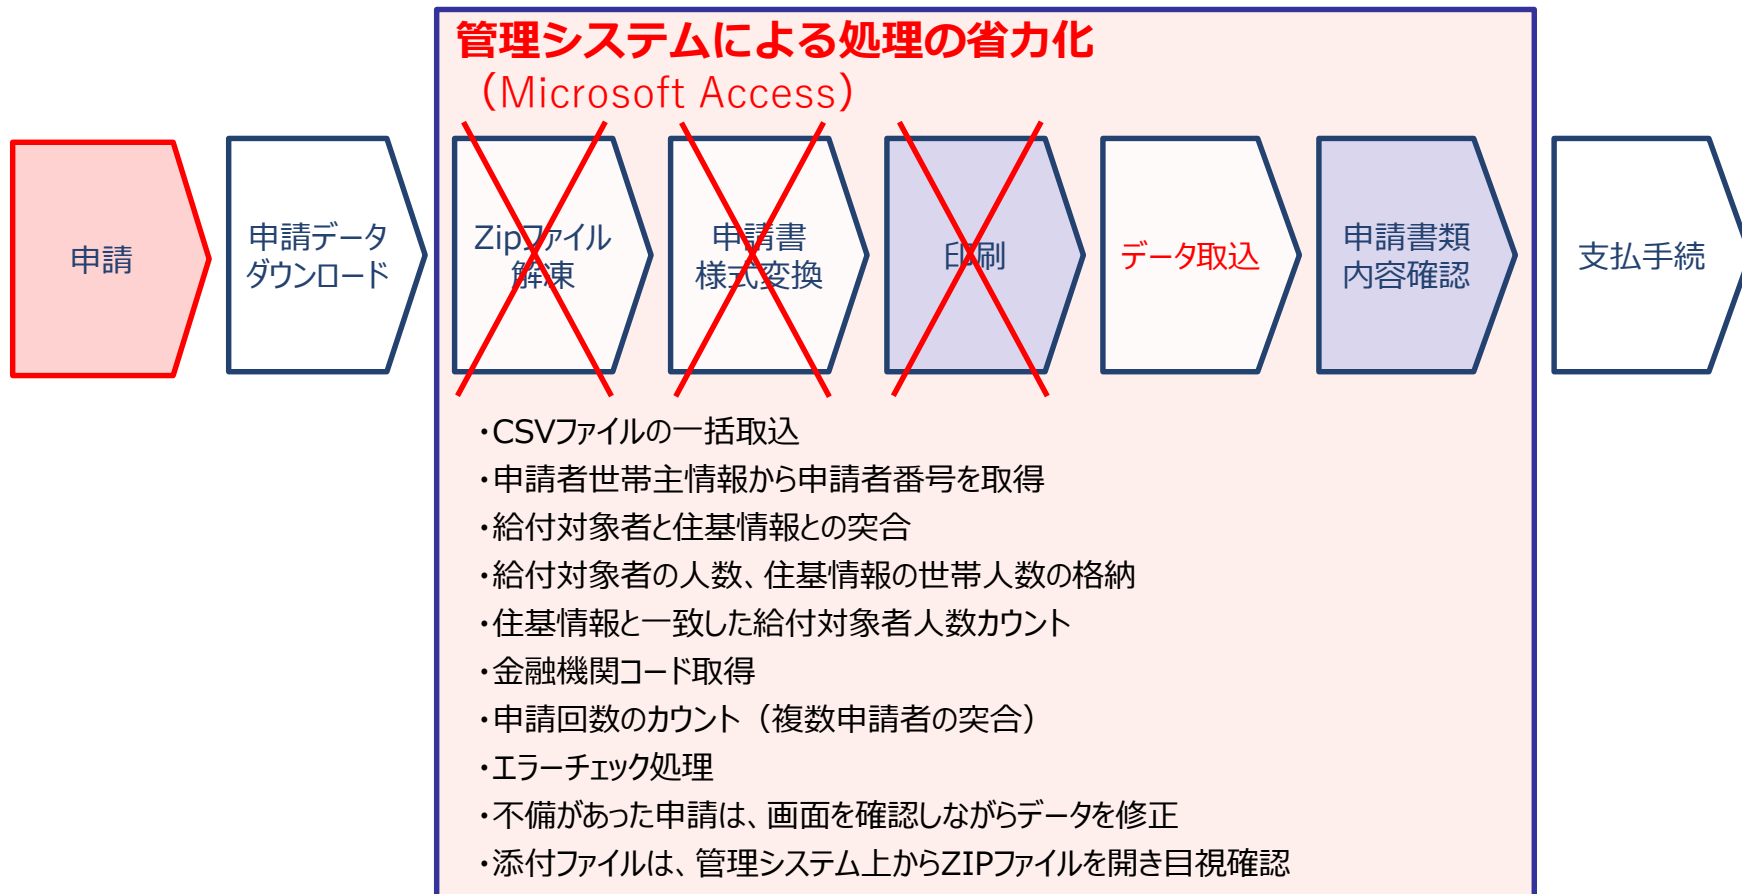 管理システムによる処理の省力化
（Microsoft Access）
申請
申請データ
ダウンロード
Zipファイル
解凍
申請書
様式変換
印刷
データ取込
申請書類
内容確認
支払手続
・CSVファイルの一括取込
・申請者世帯主情報から申請者番号を取得
・給付対象者と住基情報との突合
・給付対象者の人数、住基情報の世帯人数の格納
・住基情報と一致した給付対象者人数カウント
・金融機関コード取得
・申請回数のカウント（複数申請者の突合）
・エラーチェック処理
・不備があった申請は、画面を確認しながらデータを修正
・添付ファイルは、管理システム上からZIPファイルを開き目視確認